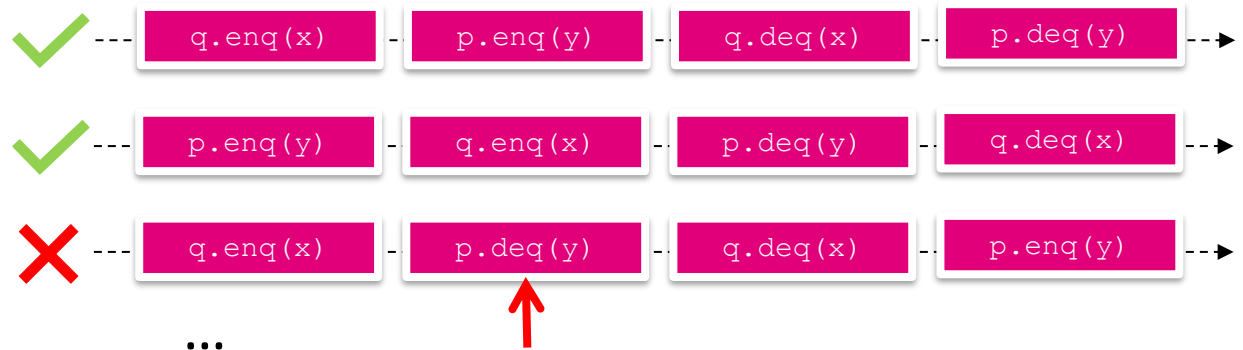 q.enq(x) p.enq(y) q.deq(x) p.deq(y)
p.enq(y) q.enq(x) p.deq(y) q.deq(x)
q.enq(x) p.deq(y) q.deq(x) p.enq(y)
...